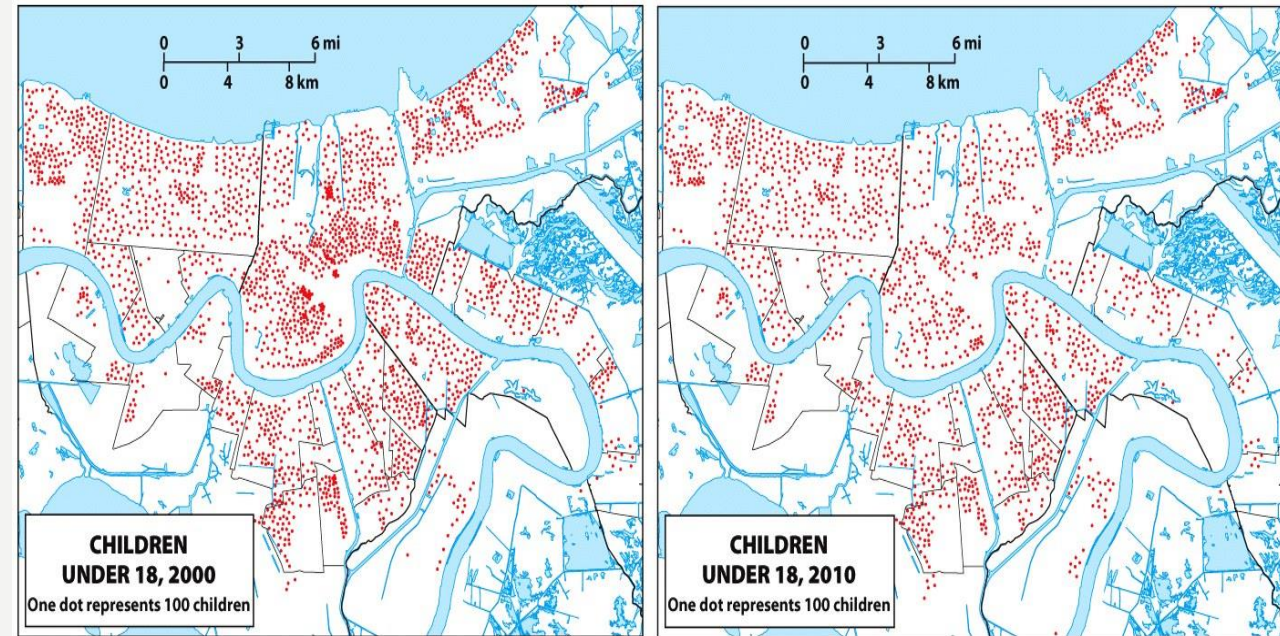 0 3 6 mi
0 4 8 km
CHILDREN
UNDER 18, 2000
One dot represents 100 children
0 3 6 mi
0 4 8 km
CHILDREN
UNDER 18, 2010
One dot represents 100 children